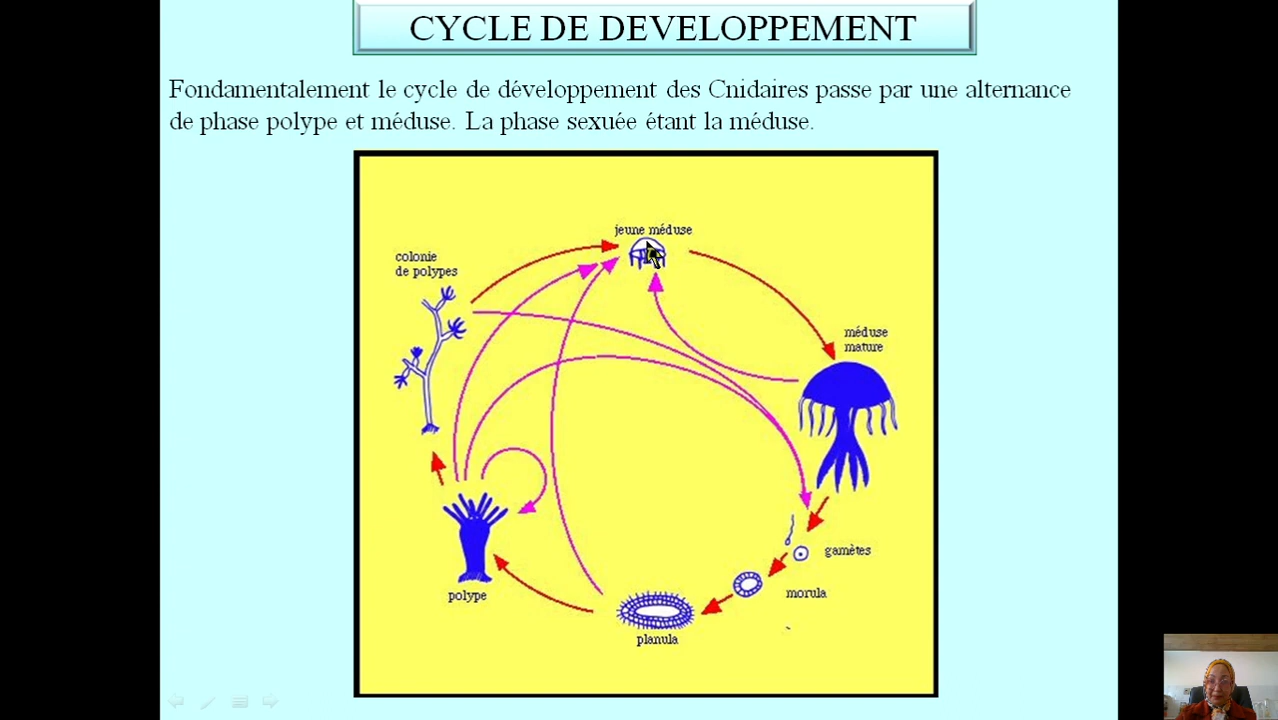 CYCLE DE DEVELOPPEMENT
Fondamentalement le cycle de développement des Cnidaires passe par une alternance
de phase polype et méduse. La phase sexuée étant la méduse.
jeune méduse
colonie
de polypes
méduse
mature
gamètes
morula
polype
planula